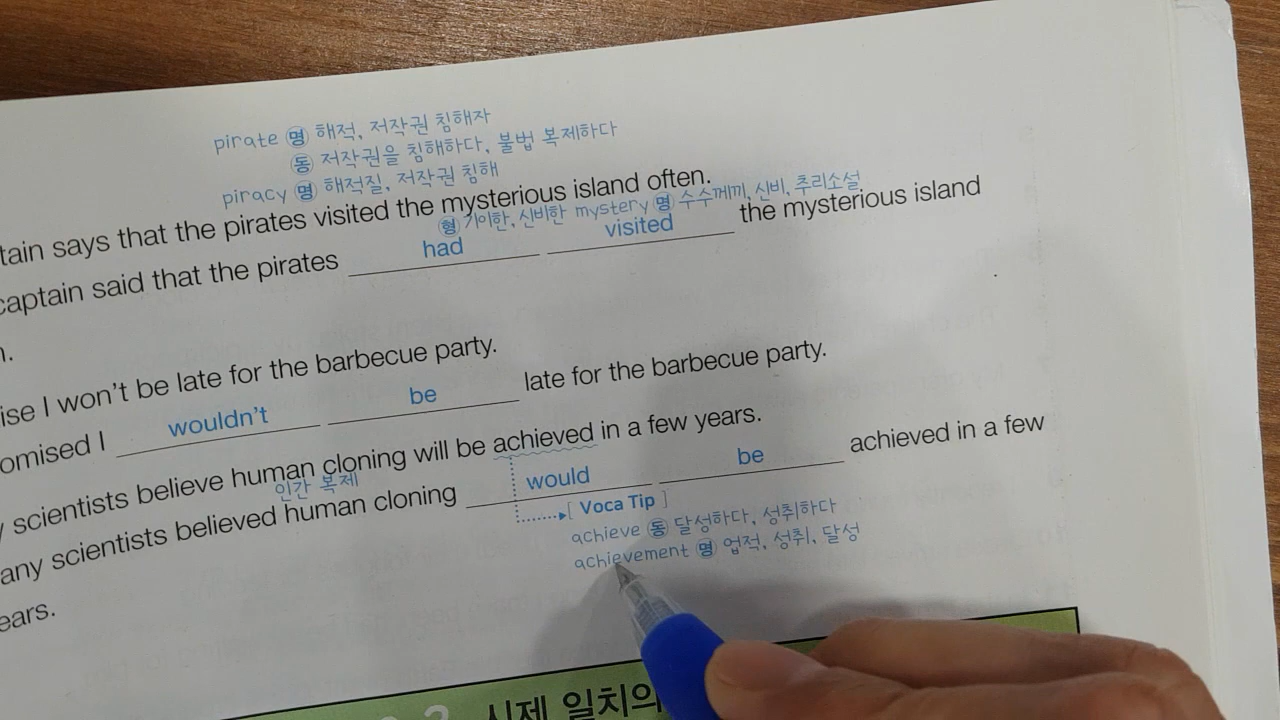 pirate 명 해적, 저작권 침해자
동 저작권을 침해하다, 불법 복제하다
piracy 명 해적질, 저작권 침해
tain says that the pirates visited the mysterious island often.
형 기이한, 신비한 mystery 명 수수께끼, 신비, 추리소설
captain said that the pirates had visited the mysterious island
n.
ise I won't be late for the barbecue party.
omised I wouldn't be late for the barbecue party.
y scientists believe human cloning will be achieved in a few years.
인간 복제
any scientists believed human cloning would be achieved in a few
[ Voca Tip ]
achieve 동 달성하다, 성취하다
achievement 명 업적, 성취, 달성
ears.
시제 일치의